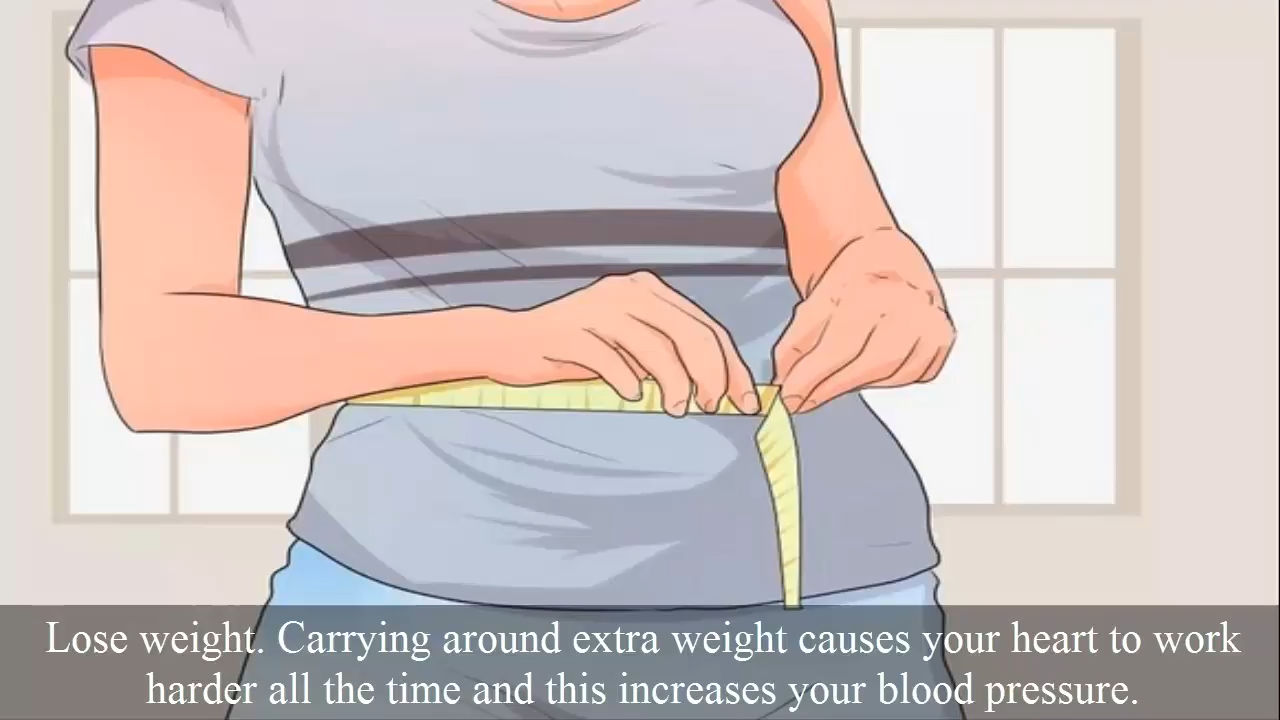 Lose weight. Carrying around extra weight causes your heart to work
harder all the time and this increases your blood pressure.